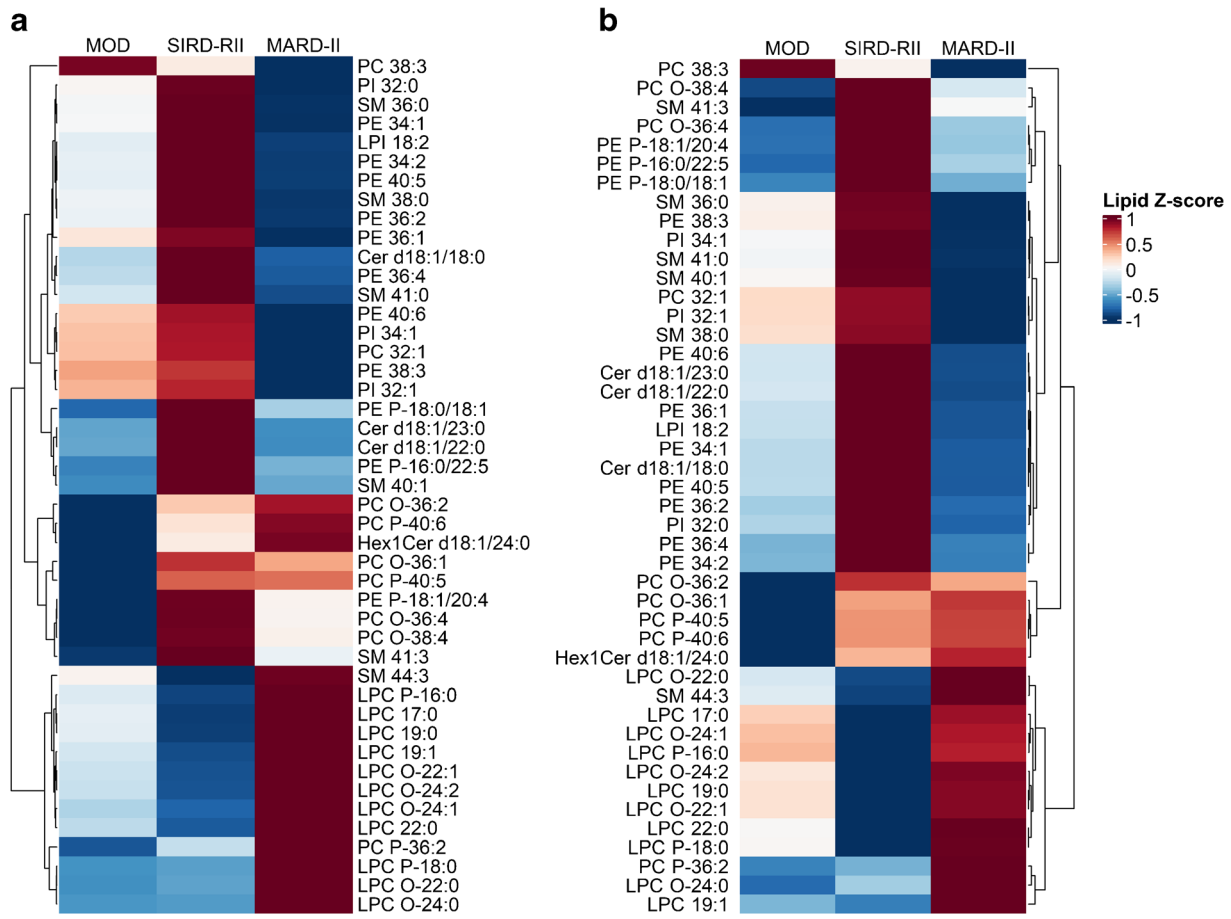 a
MOD SIRD-RII MARD-II
PC 38:3
PI 32:0
SM 36:0
PE 34:1
LPI 18:2
PE 34:2
PE 40:5
SM 38:0
PE 36:2
PE 36:1
Cer d18:1/18:0
PE 36:4
SM 41:0
PE 40:6
PI 34:1
PC 32:1
PE 38:3
PI 32:1
PE P-18:0/18:1
Cer d18:1/23:0
Cer d18:1/22:0
PE P-16:0/22:5
SM 40:1
PC O-36:2
PC P-40:6
Hex1Cer d18:1/24:0
PC O-36:1
PC P-40:5
PE P-18:1/20:4
PC O-36:4
PC O-38:4
SM 41:3
SM 44:3
LPC P-16:0
LPC 17:0
LPC 19:0
LPC 19:1
LPC O-22:1
LPC O-24:2
LPC O-24:1
LPC 22:0
PC P-36:2
LPC P-18:0
LPC O-22:0
LPC O-24:0
b
MOD SIRD-RII MARD-II
PC 38:3
PC O-38:4
SM 41:3
PC O-36:4
PE P-18:1/20:4
PE P-16:0/22:5
PE P-18:0/18:1
SM 36:0
PE 38:3
PI 34:1
SM 41:0
SM 40:1
PC 32:1
PI 32:1
SM 38:0
PE 40:6
Cer d18:1/23:0
Cer d18:1/22:0
PE 36:1
LPI 18:2
PE 34:1
Cer d18:1/18:0
PE 40:5
PE 36:2
PI 32:0
PE 36:4
PE 34:2
PC O-36:2
PC O-36:1
PC P-40:5
PC P-40:6
Hex1Cer d18:1/24:0
LPC O-22:0
SM 44:3
LPC 17:0
LPC O-24:1
LPC P-16:0
LPC O-24:2
LPC 19:0
LPC O-22:1
LPC 22:0
LPC P-18:0
PC P-36:2
LPC O-24:0
LPC 19:1
Lipid Z-score
1
0.5
0
-0.5
-1